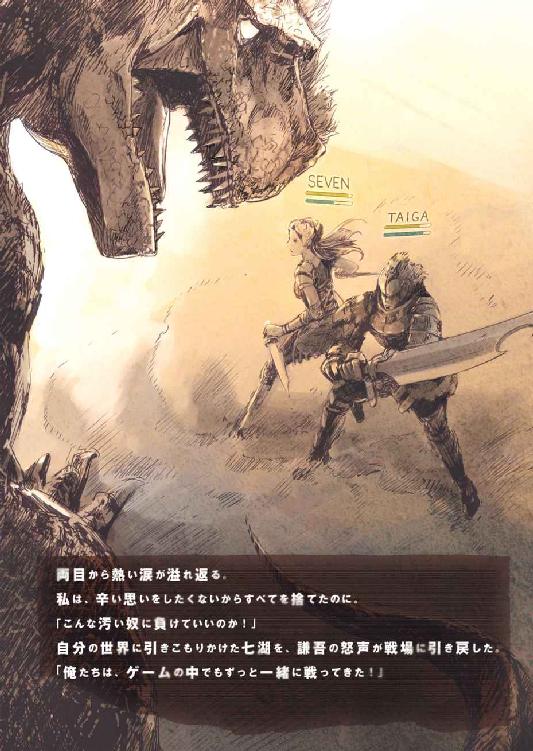 SEVEN
TAIGA
両目から熱い涙が溢れ返る。
私は、辛い思いをしたくないからすべてを捨てたのに。
「こんな汚い奴に負けていいのか！」
自分の世界に引きこもりかけた七湖を、謙吾の怒声が戦場に引き戻した。
「俺たちは、ゲームの中でもずっと一緒に戦ってきた！」